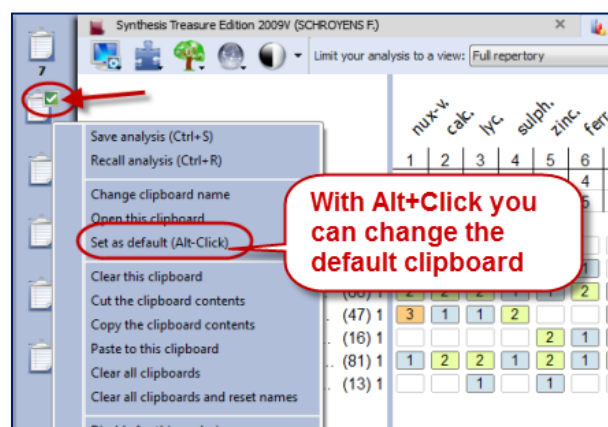 Synthesis Treasure Edition 2009V (SCHROYENS F.)
Limit your analysis to a view: Full repertory
7
nux-v. calc. lyc. sulph. zinc. ferr
1 2 3 4 5 6
4
5
Save analysis (Ctrl+S)
Recall analysis (Ctrl+R)
Change clipboard name
Open this clipboard
Set as default (Alt-Click)
Clear this clipboard
Cut the clipboard contents
Copy the clipboard contents
Paste to this clipboard
Clear all clipboards
Clear all clipboards and reset names
With Alt+Click you
can change the
default clipboard
1
2 2 2 1 1 2
(47) 1 3 1 1 2
(16) 1 2 1
(81) 1 1 2 2 1 2 1
(13) 1 1 1